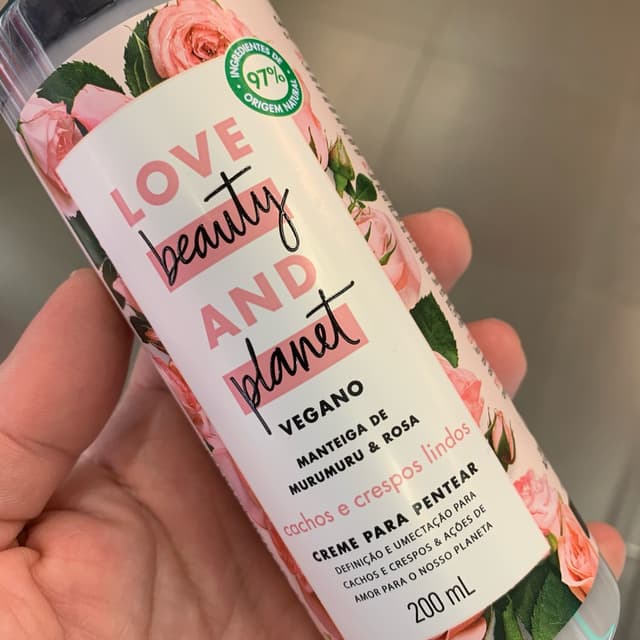 INGREDIENTES DE
97%
ORIGEM NATURAL
LOVE
beauty
AND
planet
VEGANO
MANTEIGA DE
MURUMURU & ROSA
cachos e crespos lindos
CREME PARA PENTEAR
DEFINIÇÃO E UMECTAÇÃO PARA
CACHOS E CRESPOS & AÇÕES DE
AMOR PARA O NOSSO PLANETA
200 mL